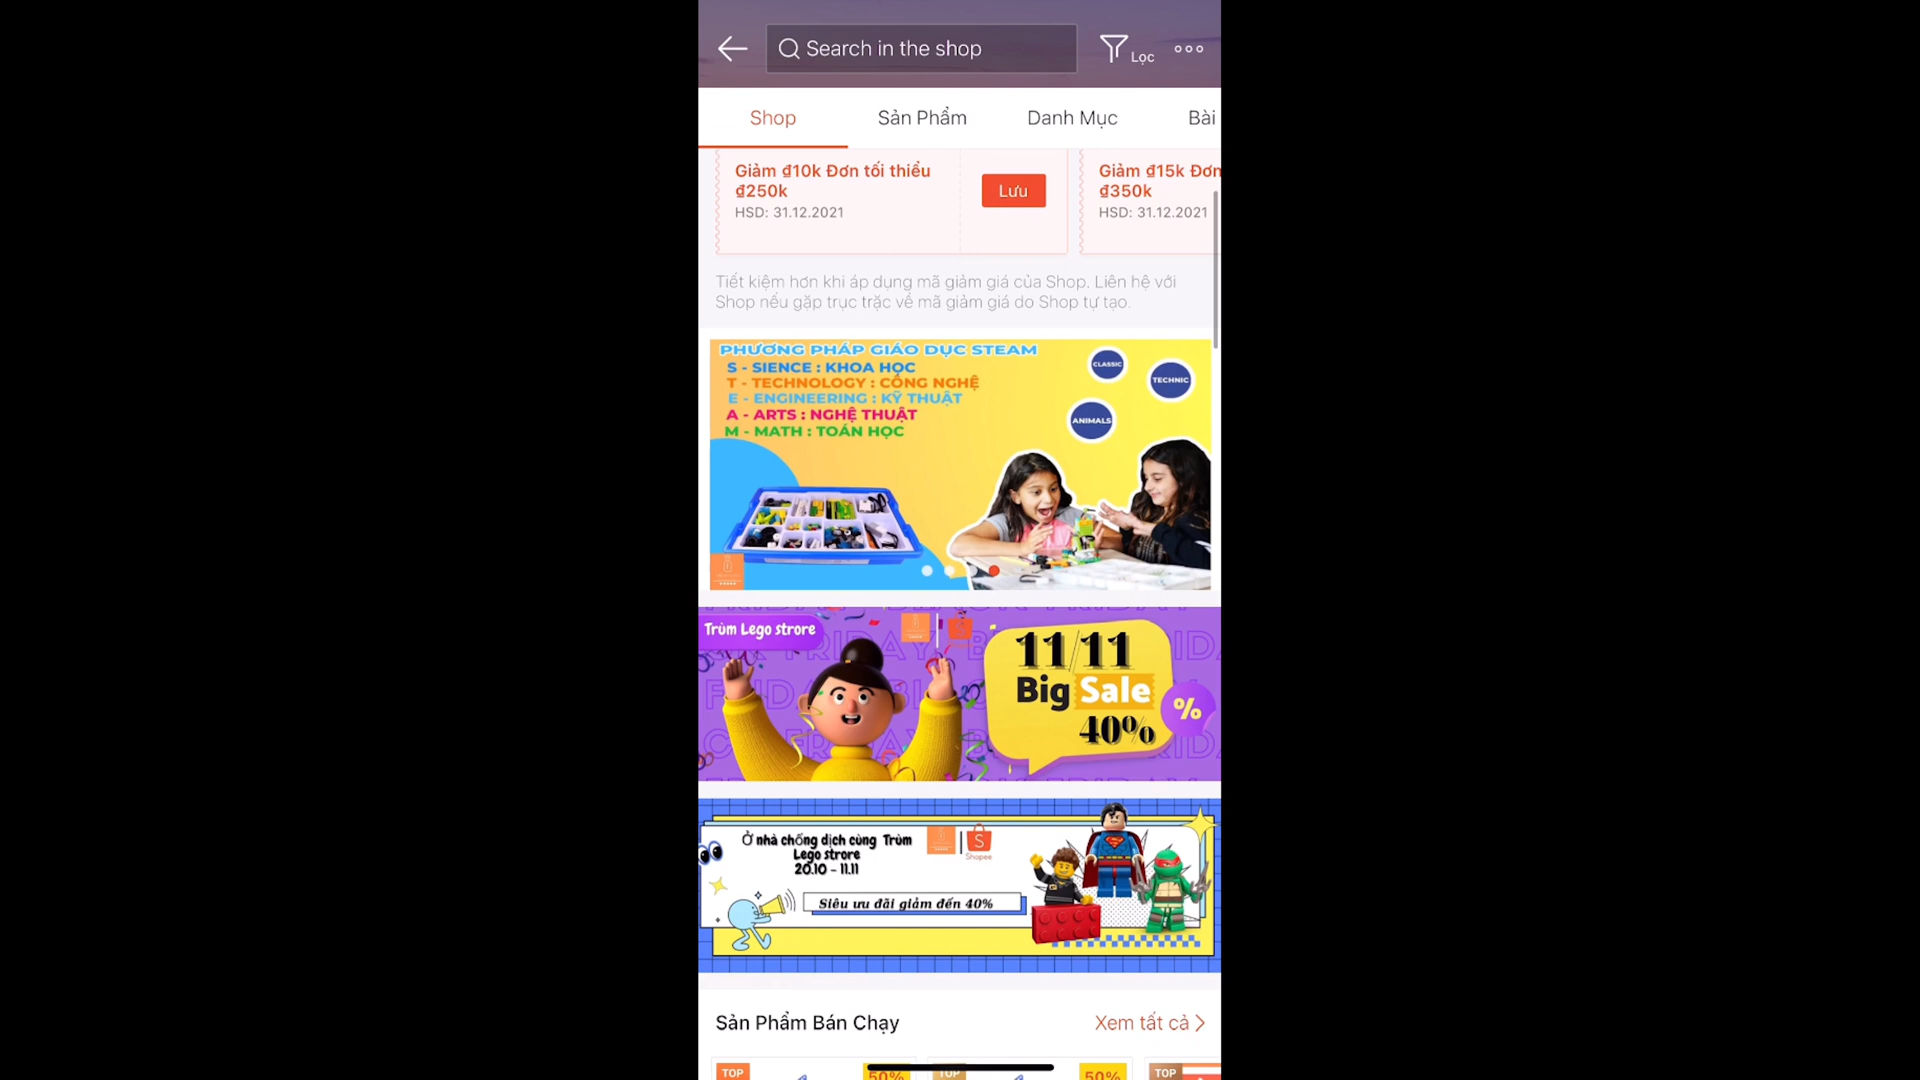 Search in the shop
Lọc
Shop
Sản Phẩm
Danh Mục
Bài
Giảm ₫10k Đơn tối thiểu
₫250k
HSD: 31.12.2021
Lưu
Giảm ₫15k Đơn
₫350k
HSD: 31.12.2021
Tiết kiệm hơn khi áp dụng mã giảm giá của Shop. Liên hệ với
Shop nếu gặp trục trặc về mã giảm giá do Shop tự tạo.
PHƯƠNG PHÁP GIÁO DỤC STEAM
S - SIENCE : KHOA HỌC
T - TECHNOLOGY : CÔNG NGHỆ
E - ENGINEERING : KỸ THUẬT
A - ARTS : NGHỆ THUẬT
M - MATH : TOÁN HỌC
CLASSIC
TECHNIC
ANIMALS
Trùm Lego strore
11/11
Big Sale
40%
%
Ở nhà chống dịch cùng Trùm
Lego strore
20.10 - 11.11
Shopee
Siêu ưu đãi giảm đến 40%
Sản Phẩm Bán Chạy
Xem tất cả
TOP
50%
TOP
50%
TOP